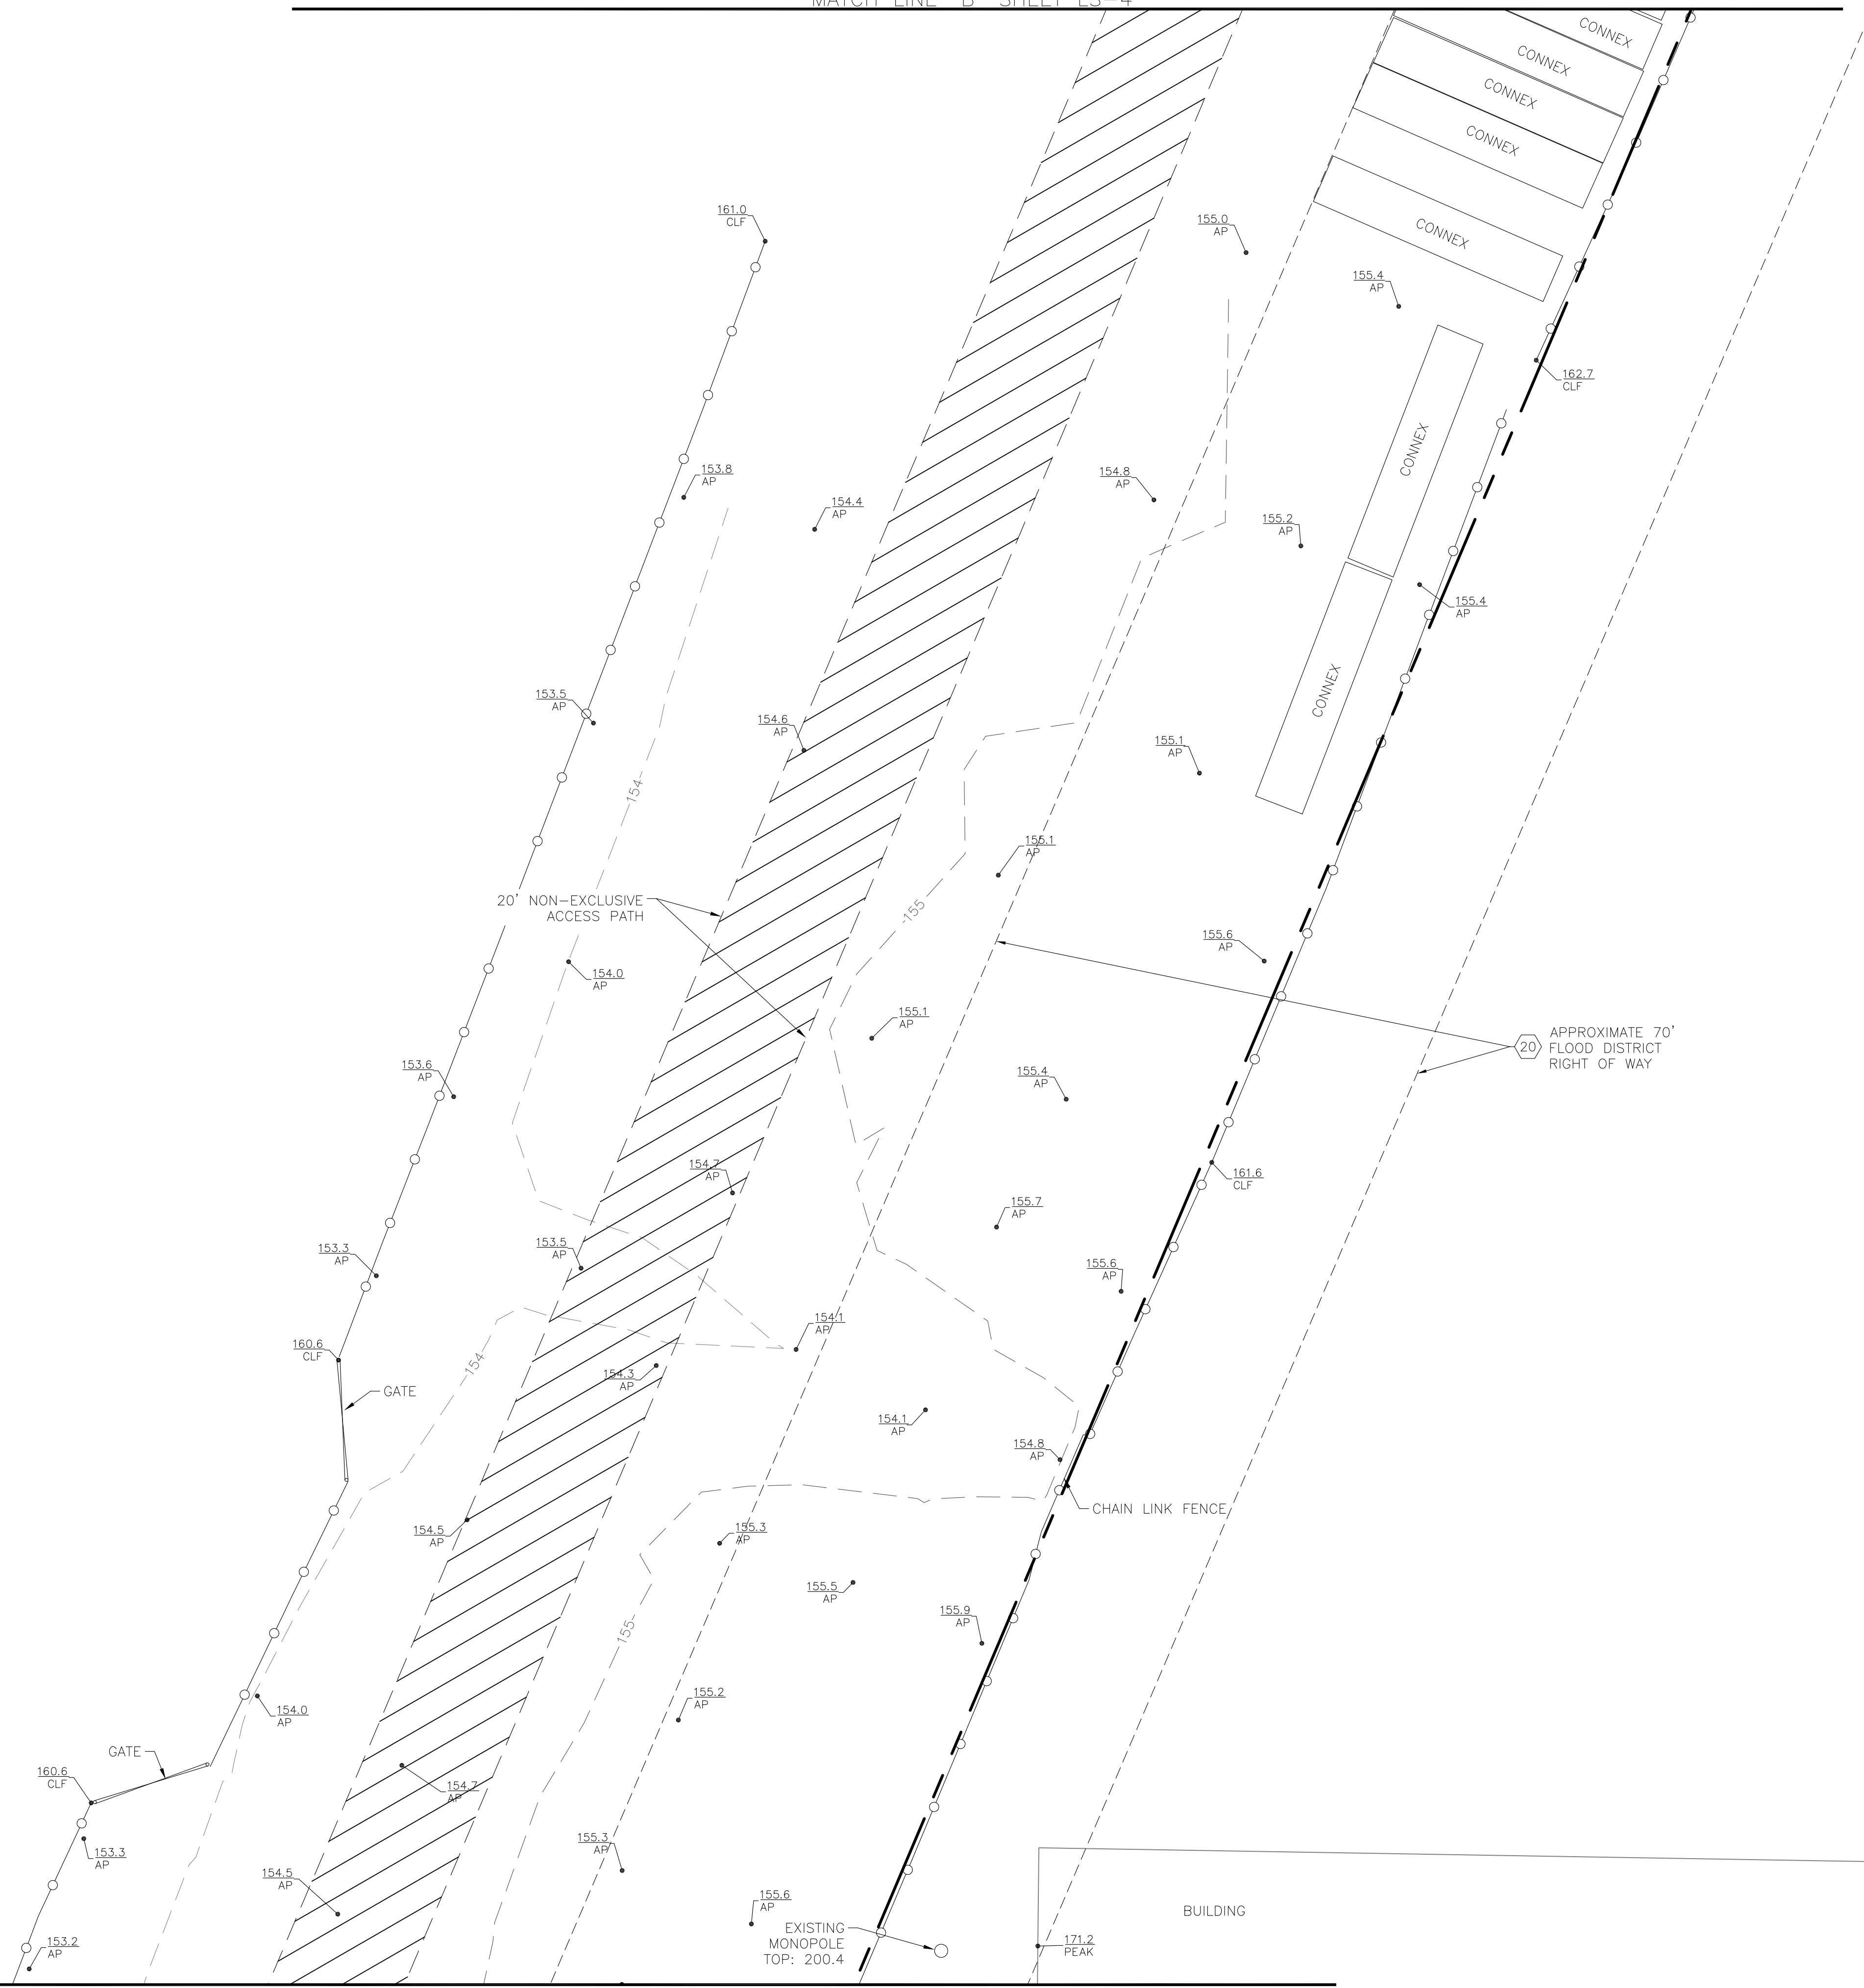 MATCH LINE "B" SHEET LS-4
CONNEX
CONNEX
CONNEX
CONNEX
CONNEX
161.0
CLF
155.0
AP
155.4
AP
162.7
CLF
CONNEX
153.8
AP
154.4
AP
154.8
AP
155.2
AP
155.4
AP
CONNEX
153.5
AP
154.6
AP
155.1
AP
154
155.1
AP
20' NON-EXCLUSIVE
ACCESS PATH
155
155.6
AP
154.0
AP
155.1
AP
20
APPROXIMATE 70'
FLOOD DISTRICT
RIGHT OF WAY
153.6
AP
155.4
AP
154.7
AP
161.6
CLF
155.7
AP
153.3
AP
153.5
AP
155.6
AP
154.1
AP
160.6
CLF
154
154.3
AP
GATE
154.1
AP
154.8
AP
CHAIN LINK FENCE
154.5
AP
155.3
AP
155.5
AP
155.9
AP
155
155.2
AP
154.0
AP
GATE
160.6
CLF
154.7
AP
155.3
AP
153.3
AP
154.5
AP
155.6
AP
BUILDING
EXISTING
MONOPOLE
TOP: 200.4
171.2
PEAK
153.2
AP